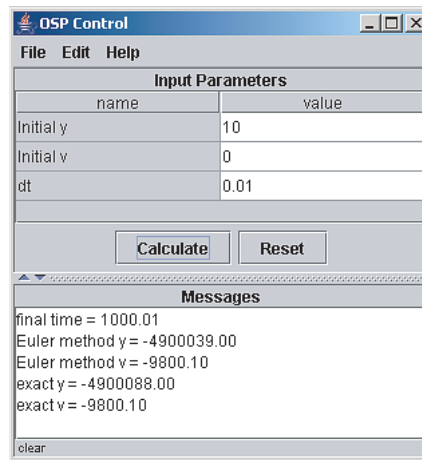 OSP Control
File Edit Help
Input Parameters
name value
Initial y 10
Initial v 0
dt 0.01
Calculate Reset
Messages
final time = 1000.01
Euler method y = -4900039.00
Euler method v = -9800.10
exact y = -4900088.00
exact v = -9800.10
clear